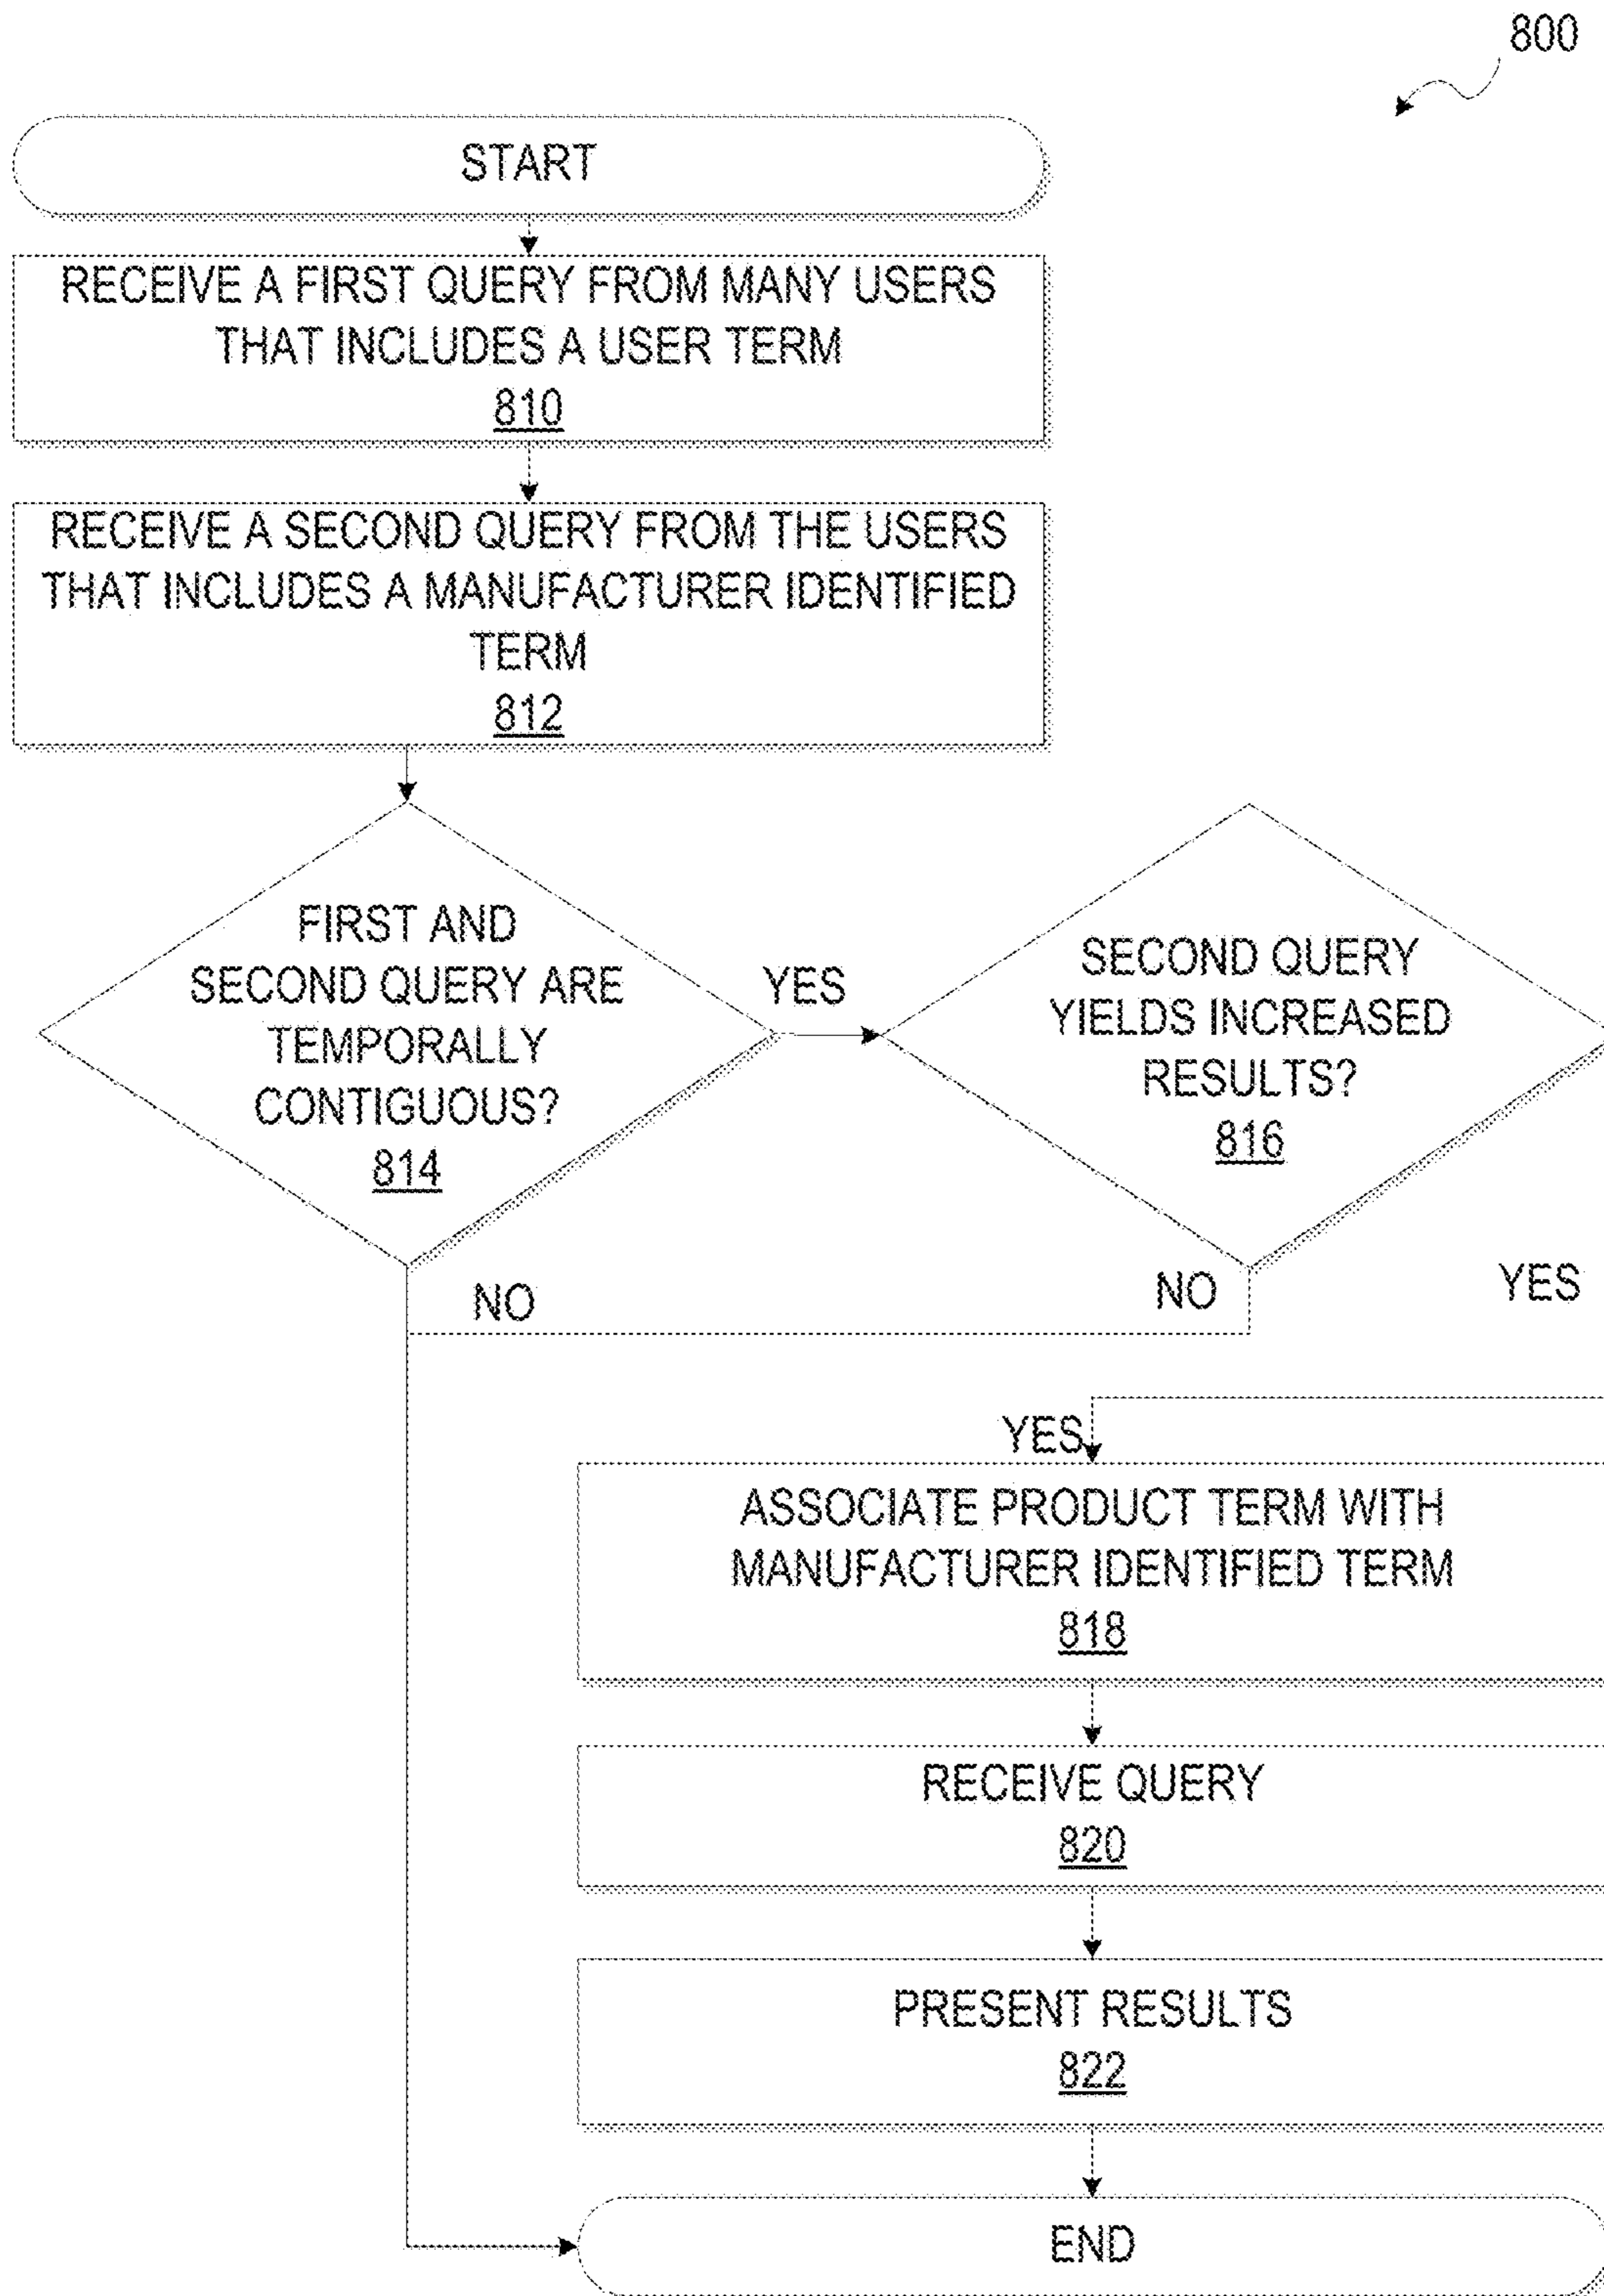 800
START
RECEIVE A FIRST QUERY FROM MANY USERS
THAT INCLUDES A USER TERM
810
RECEIVE A SECOND QUERY FROM THE USERS
THAT INCLUDES A MANUFACTURER IDENTIFIED
TERM
812
FIRST AND
SECOND QUERY ARE
TEMPORALLY
CONTIGUOUS?
814
YES
SECOND QUERY
YIELDS INCREASED
RESULTS?
816
NO
NO
YES
YES
ASSOCIATE PRODUCT TERM WITH
MANUFACTURER IDENTIFIED TERM
818
RECEIVE QUERY
820
PRESENT RESULTS
822
END